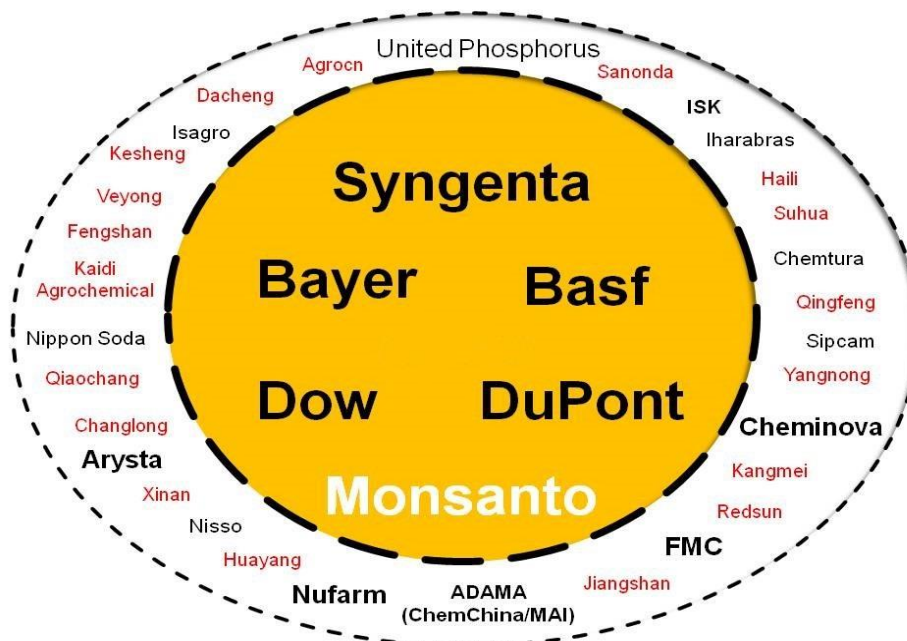 United Phosphorus
Agrocn
Sanonda
Dacheng
ISK
Isagro
Iharabras
Kesheng
Syngenta
Haili
Veyong
Suhua
Fengshan
Chemtura
Kaidi
Agrochemical
Bayer
Basf
Qingfeng
Nippon Soda
Sipcam
Qiaochang
Yangnong
Dow
DuPont
Changlong
Cheminova
Arysta
Kangmei
Xinan
Monsanto
Redsun
Nisso
FMC
Huayang
Jiangshan
Nufarm
ADAMA
(ChemChina/MAI)